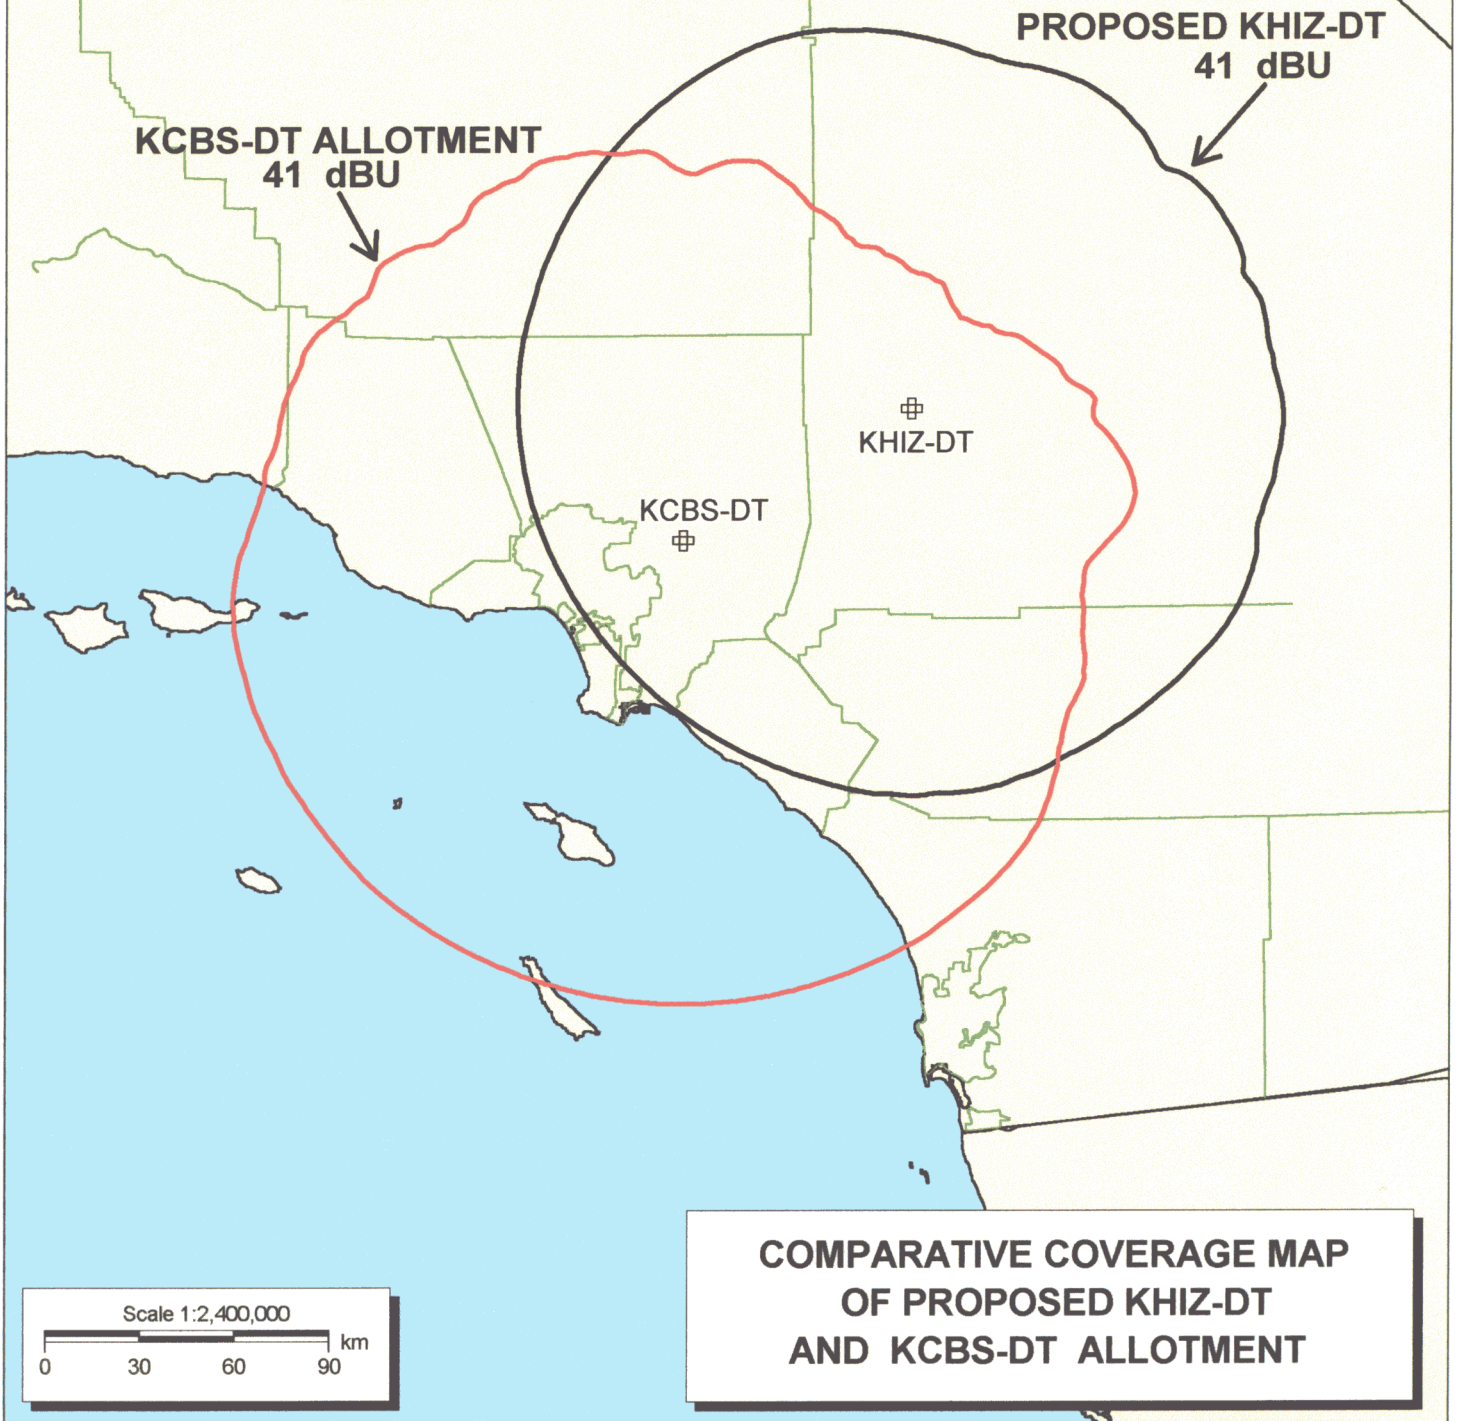 PROPOSED KHIZ-DT
41 dBU
KCBS-DT ALLOTMENT
41 dBU
KHIZ-DT
KCBS-DT
COMPARATIVE COVERAGE MAP
OF PROPOSED KHIZ-DT
AND KCBS-DT ALLOTMENT
Scale 1:2,400,000
km
0 30 60 90